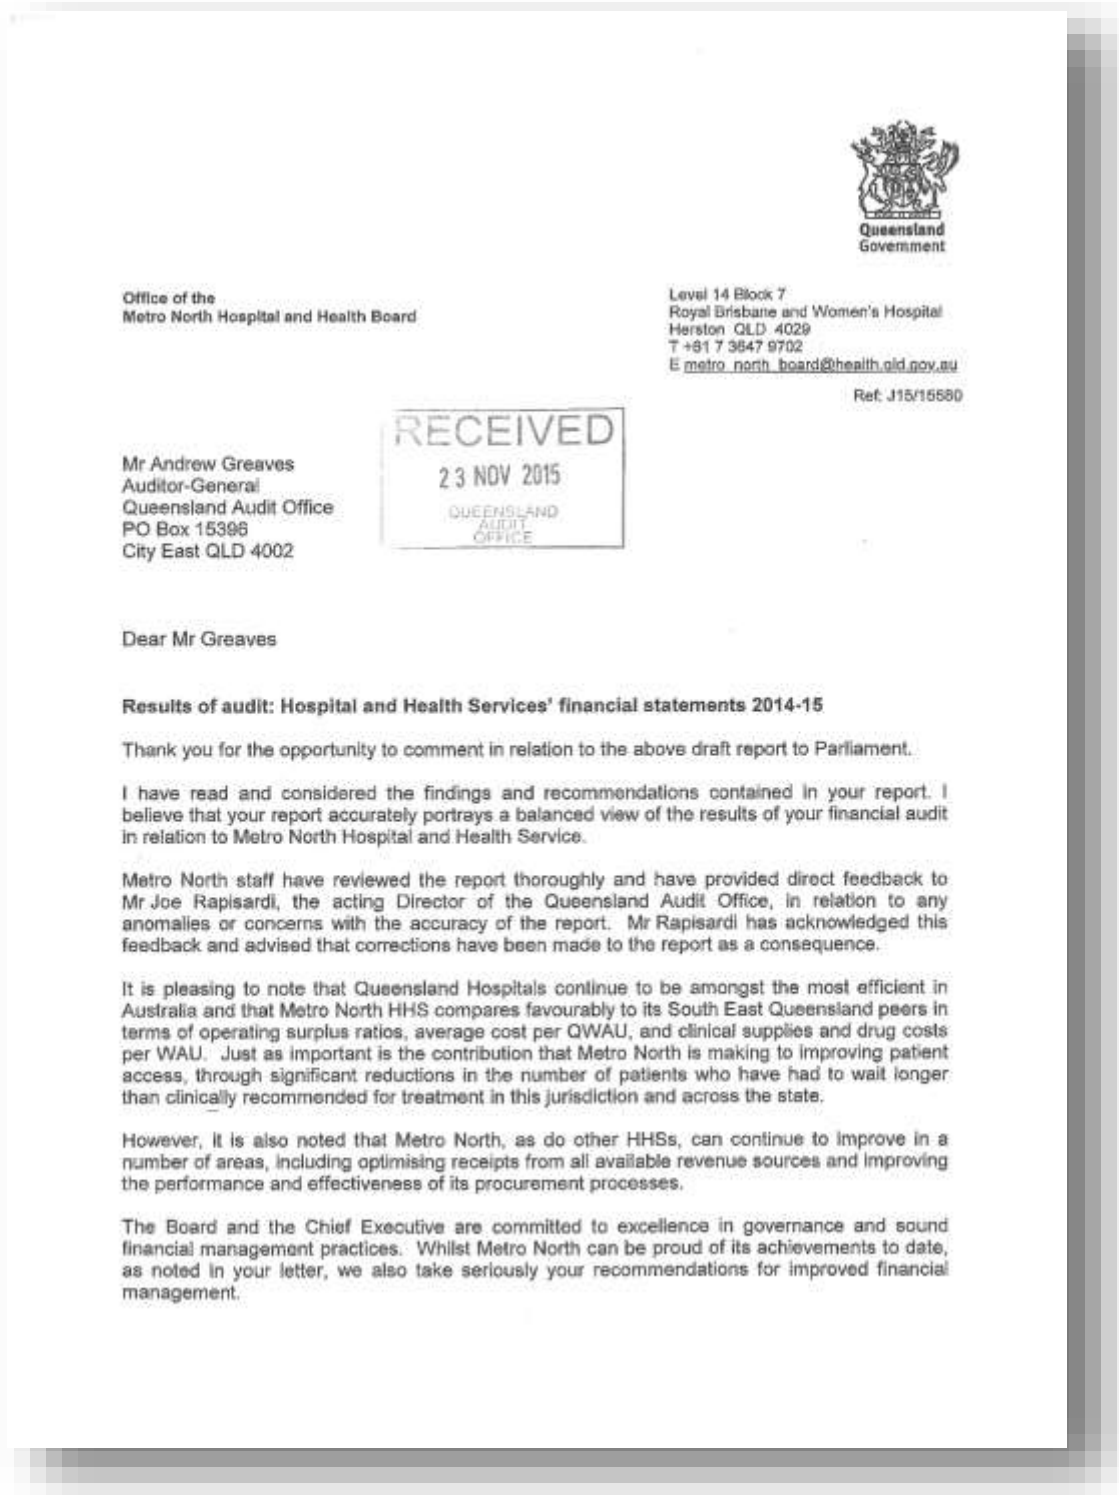 Queensland
Government
Office of the
Metro North Hospital and Health Board
Level 14 Block 7
Royal Brisbane and Women's Hospital
Herston QLD 4029
T +61 7 3647 9702
E metro_north_board@health.qld.gov.au
Ref: J15/15580
RECEIVED
23 NOV 2015
QUEENSLAND
AUDIT
OFFICE
Mr Andrew Greaves
Auditor-General
Queensland Audit Office
PO Box 15396
City East QLD 4002
Dear Mr Greaves
Results of audit: Hospital and Health Services' financial statements 2014-15
Thank you for the opportunity to comment in relation to the above draft report to Parliament.
I have read and considered the findings and recommendations contained in your report. I
believe that your report accurately portrays a balanced view of the results of your financial audit
in relation to Metro North Hospital and Health Service.
Metro North staff have reviewed the report thoroughly and have provided direct feedback to
Mr Joe Rapisardi, the acting Director of the Queensland Audit Office, in relation to any
anomalies or concerns with the accuracy of the report. Mr Rapisardi has acknowledged this
feedback and advised that corrections have been made to the report as a consequence.
It is pleasing to note that Queensland Hospitals continue to be amongst the most efficient in
Australia and that Metro North HHS compares favourably to its South East Queensland peers in
terms of operating surplus ratios, average cost per QWAU, and clinical supplies and drug costs
per WAU. Just as important is the contribution that Metro North is making to improving patient
access, through significant reductions in the number of patients who have had to wait longer
than clinically recommended for treatment in this jurisdiction and across the state.
However, it is also noted that Metro North, as do other HHSs, can continue to improve in a
number of areas, including optimising receipts from all available revenue sources and improving
the performance and effectiveness of its procurement processes.
The Board and the Chief Executive are committed to excellence in governance and sound
financial management practices. Whilst Metro North can be proud of its achievements to date,
as noted in your letter, we also take seriously your recommendations for improved financial
management.